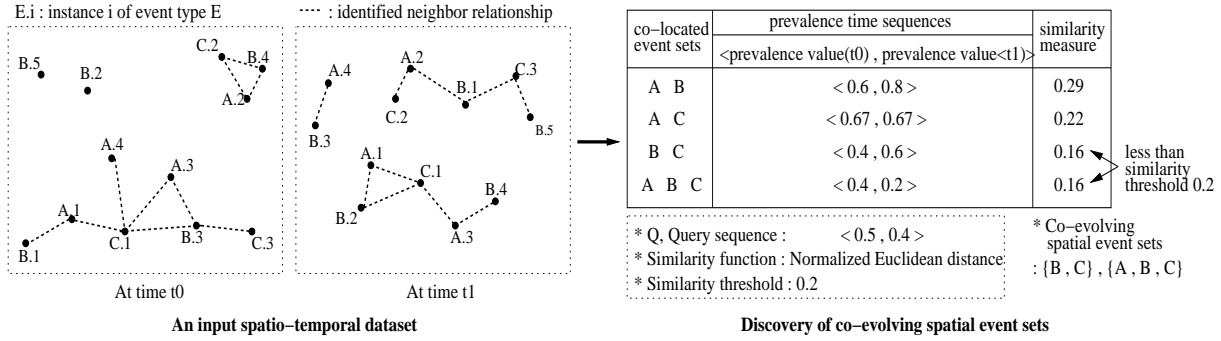 E.i : instance i of event type E
: identified neighbor relationship
B.5
B.2
C.2
B.4
A.2
A.4
A.3
A.1
B.1
C.1
B.3
C.3
At time t0
A.4
B.3
A.2
C.2
B.1
C.3
B.5
A.1
C.1
B.2
B.4
A.3
At time t1
An input spatio−temporal dataset
co−located event sets
prevalence time sequences
<prevalence value(t0) , prevalence value<t1)>
similarity measure
A B < 0.6 , 0.8 > 0.29
A C < 0.67 , 0.67 > 0.22
B C < 0.4 , 0.6 > 0.16
A B C < 0.4 , 0.2 > 0.16
less than
similarity
threshold 0.2
* Q, Query sequence : < 0.5 , 0.4 >
* Similarity function : Normalized Euclidean distance
* Similarity threshold : 0.2
* Co−evolving
spatial event sets
: {B , C} , {A , B , C}
Discovery of co−evolving spatial event sets